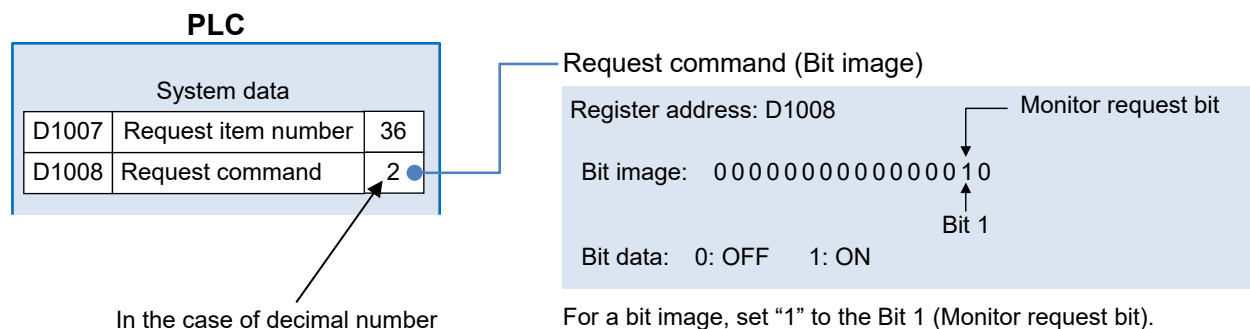 PLC
System data
D1007 Request item number 36
D1008 Request command 2
In the case of decimal number
Request command (Bit image)
Register address: D1008
Monitor request bit
Bit image: 0000000000000010
Bit 1
Bit data: 0: OFF 1: ON
For a bit image, set “1” to the Bit 1 (Monitor request bit).